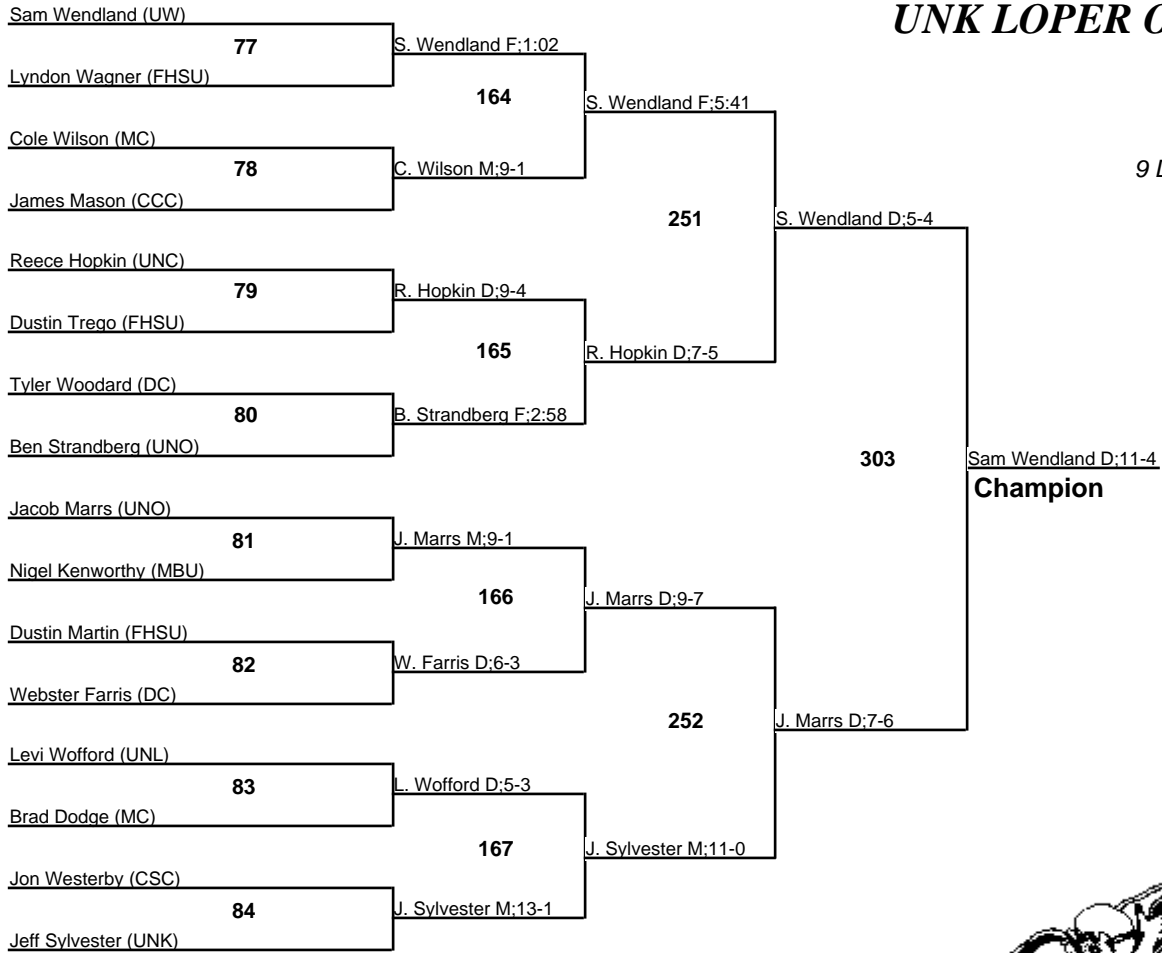 UNK LOPER O
9
Sam Wendland (UW)
77
Lyndon Wagner (FHSU)
S. Wendland F;1:02
164
Cole Wilson (MC)
78
James Mason (CCC)
C. Wilson M;9-1
S. Wendland F;5:41
251
Reece Hopkin (UNC)
79
Dustin Trego (FHSU)
R. Hopkin D;9-4
165
Tyler Woodard (DC)
80
Ben Strandberg (UNO)
B. Strandberg F;2:58
R. Hopkin D;7-5
S. Wendland D;5-4
303
Jacob Marrs (UNO)
81
Nigel Kenworthy (MBU)
J. Marrs M;9-1
166
Dustin Martin (FHSU)
82
Webster Farris (DC)
W. Farris D;6-3
J. Marrs D;9-7
252
Levi Wofford (UNL)
83
Brad Dodge (MC)
L. Wofford D;5-3
167
Jon Westerby (CSC)
84
Jeff Sylvester (UNK)
J. Sylvester M;13-1
J. Sylvester M;11-0
J. Marrs D;7-6
Sam Wendland D;11-4
Champion